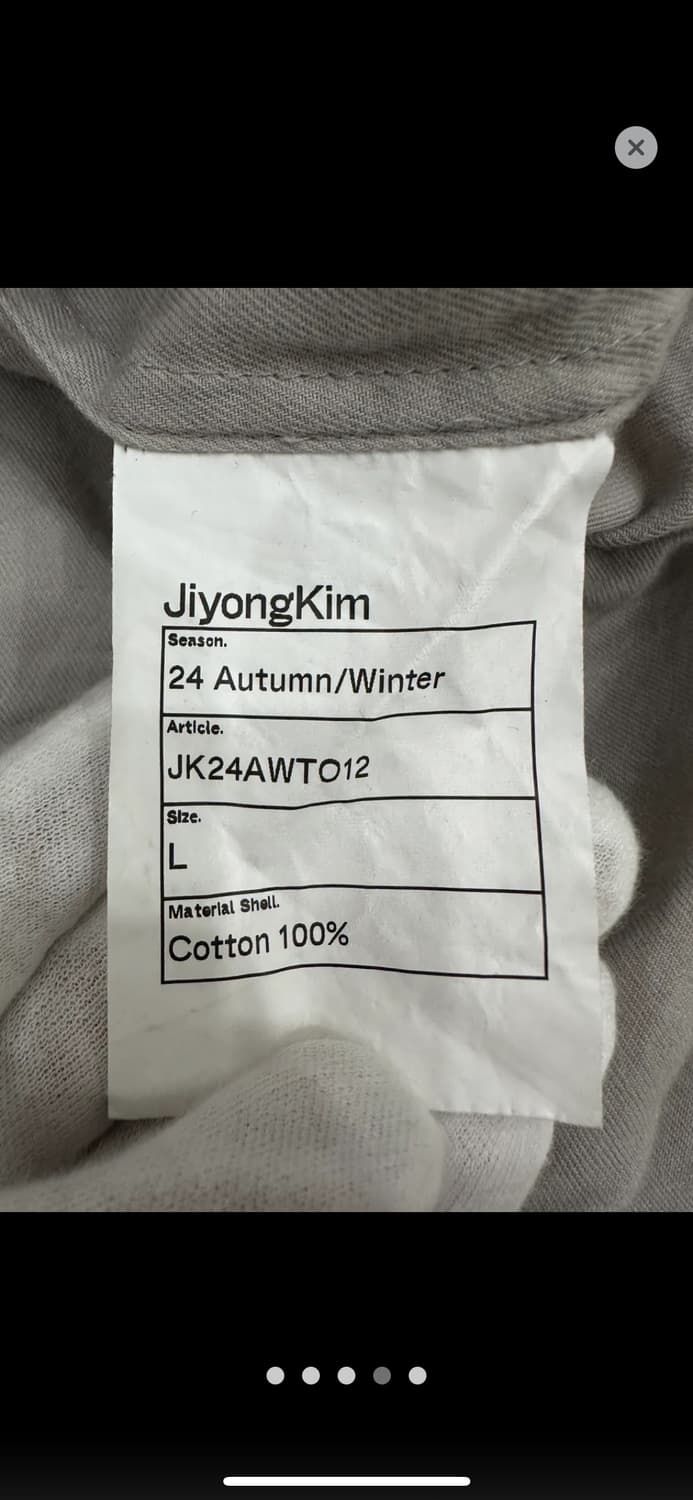 JiyongKim
Season.
24 Autumn/Winter
Article.
JK24AWTO12
Size.
L
Material Shell.
Cotton 100%